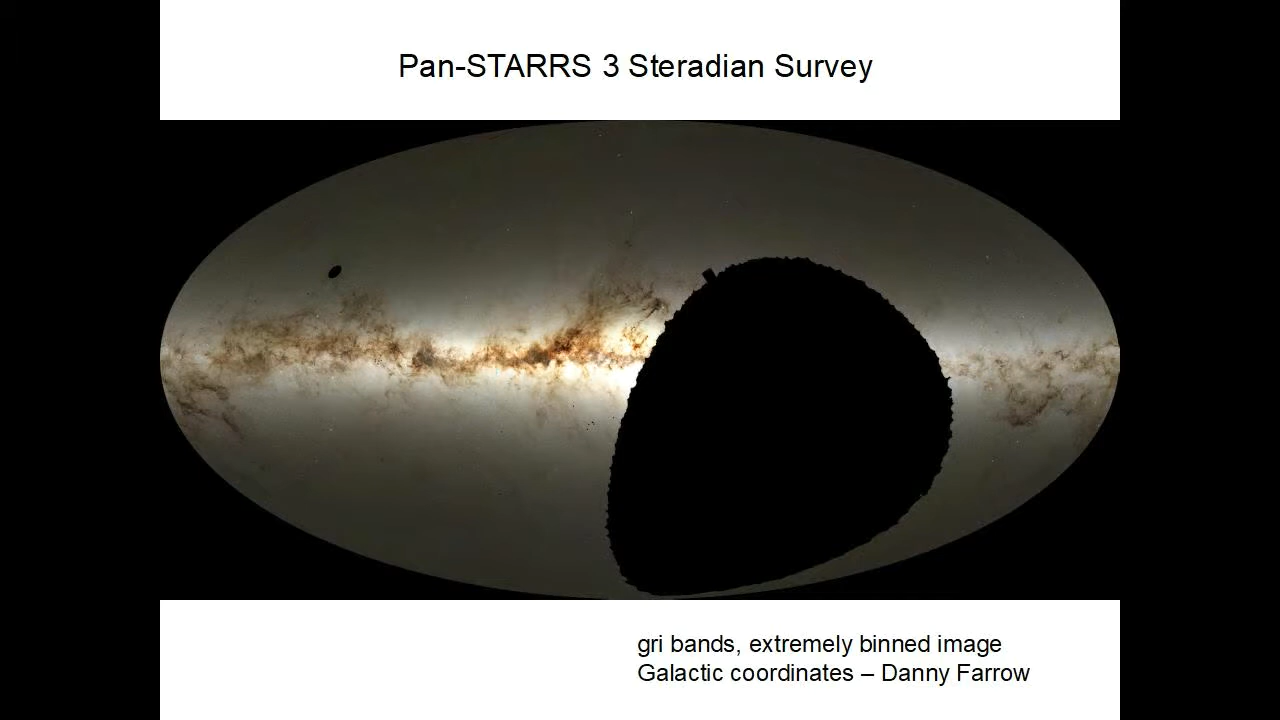 Pan-STARRS 3 Steradian Survey
gri bands, extremely binned image
Galactic coordinates – Danny Farrow